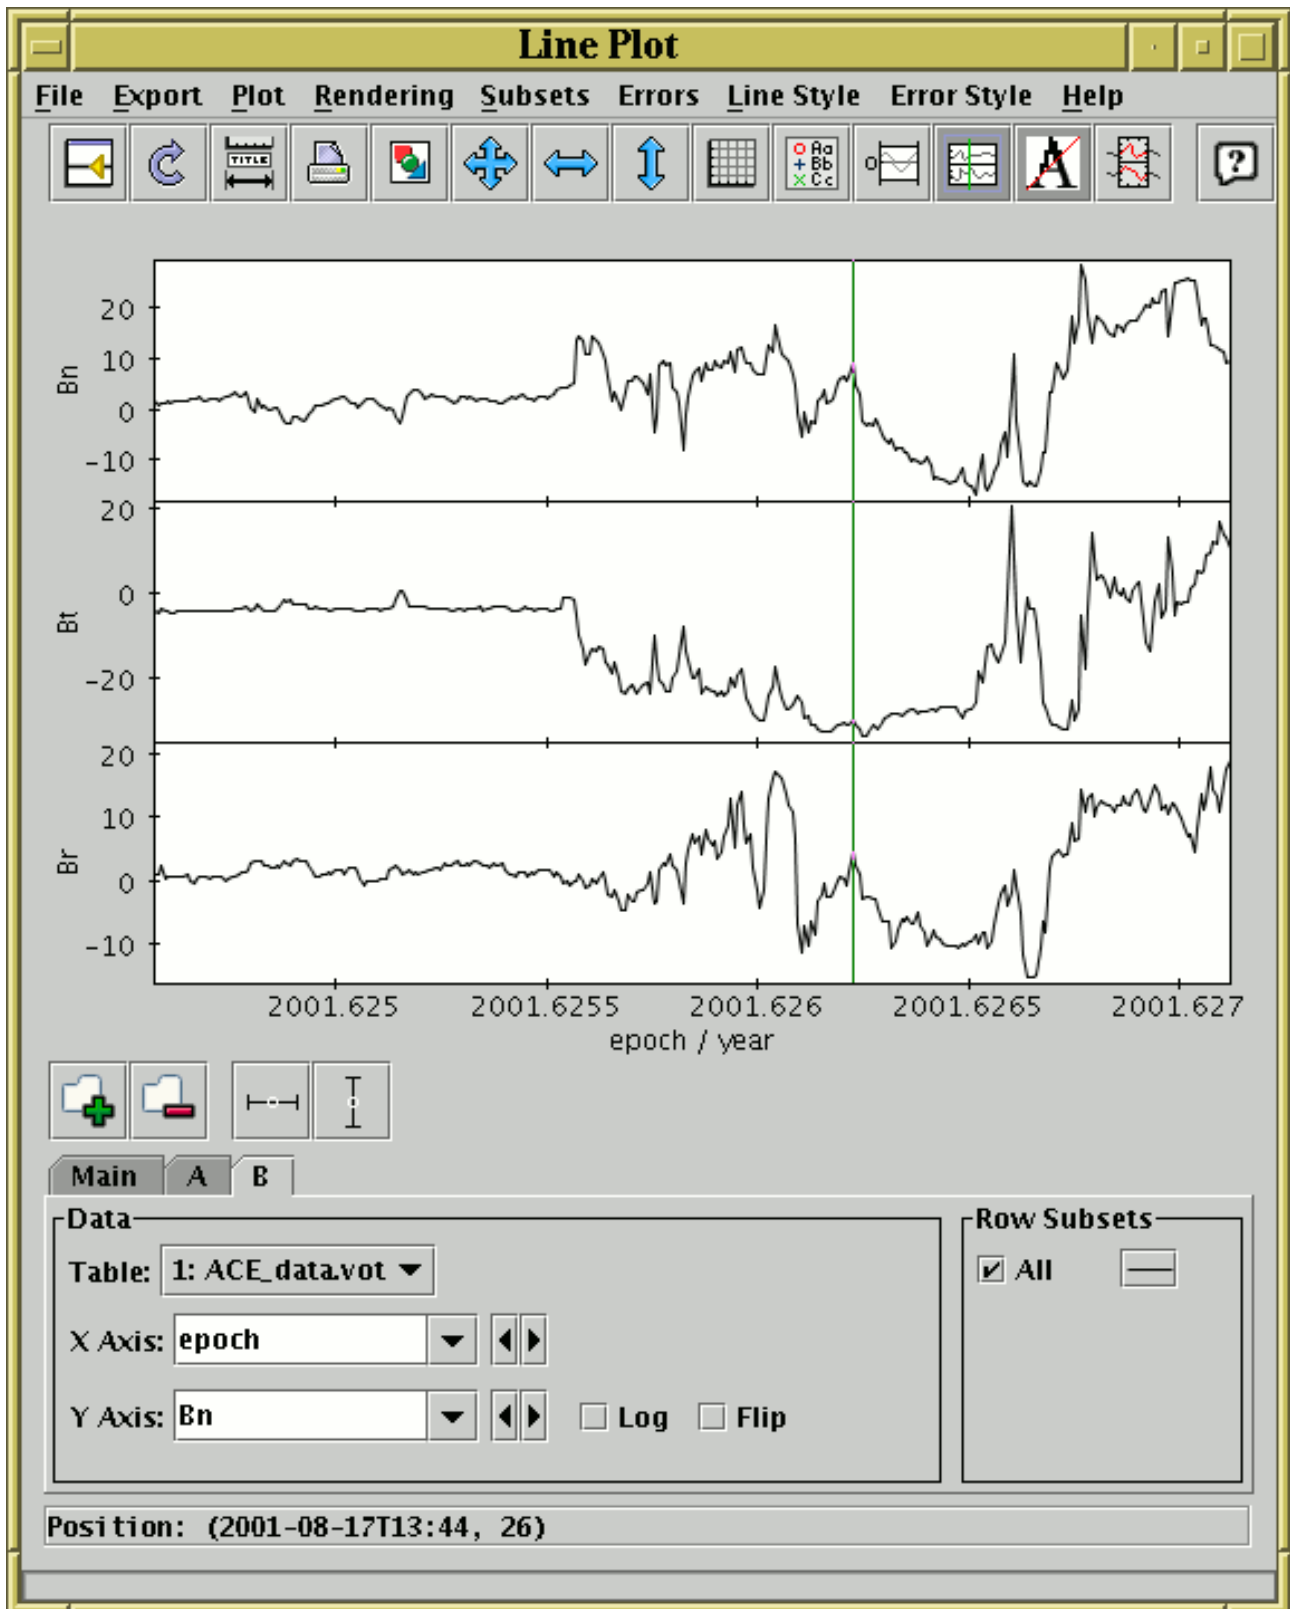 Line Plot
File Export Plot Rendering Subsets Errors Line Style Error Style Help
TITLE
Aa
Bb
Cc
A
?
20
10
0
-10
Bn
20
0
-20
Bt
20
10
0
-10
Br
2001.625 2001.6255 2001.626 2001.6265 2001.627
epoch / year
Main A B
Data
Row Subsets
Table: 1: ACE_data.vot
All
X Axis: epoch
Y Axis: Bn Log Flip
Position: (2001-08-17T13:44, 26)